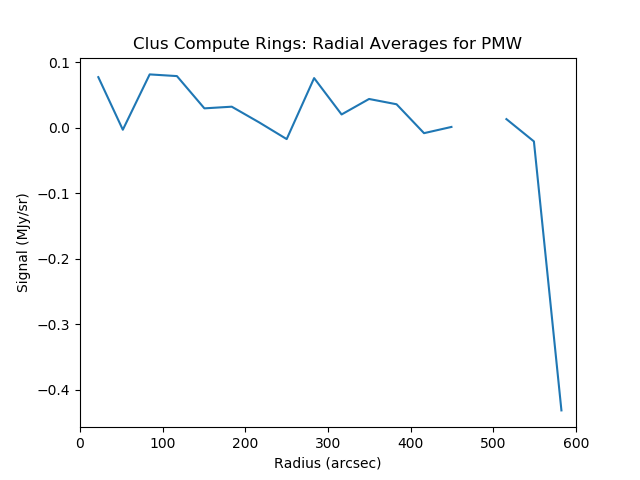 Clus Compute Rings: Radial Averages for PMW
0.1
0.0
−0.1
−0.2
−0.3
−0.4
Signal (MJy/sr)
0 100 200 300 400 500 600
Radius (arcsec)